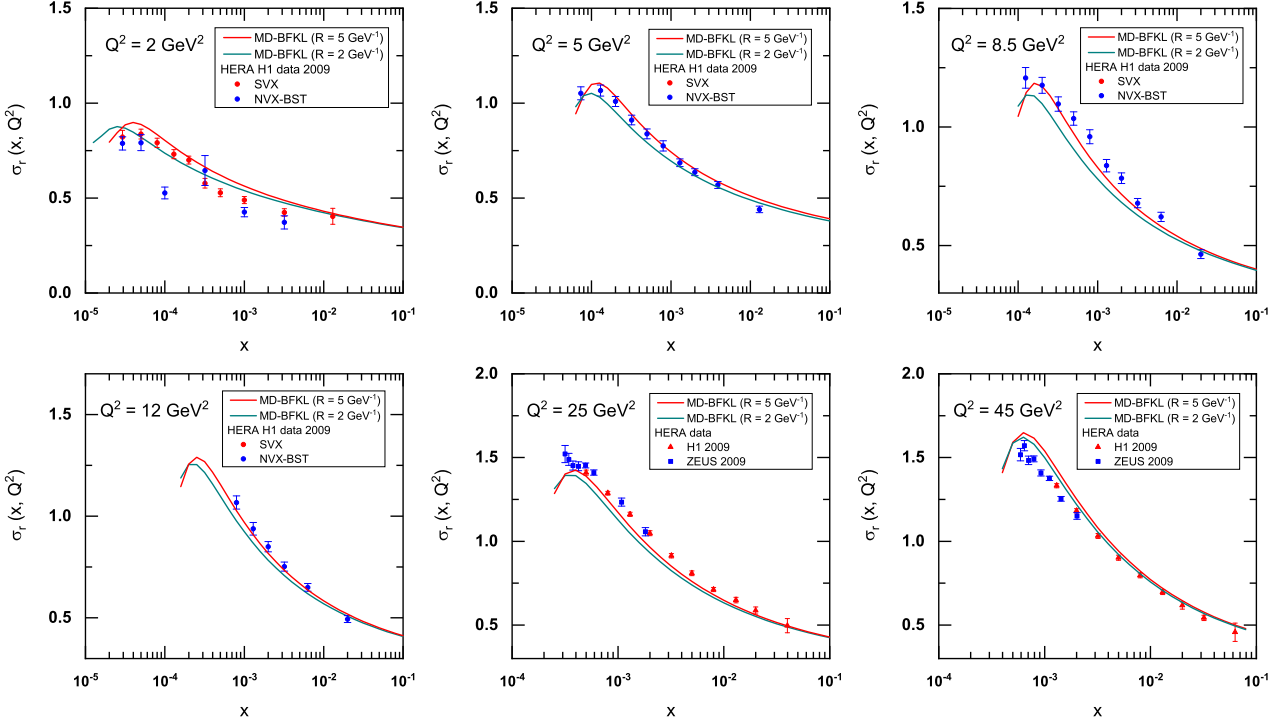 Q² = 2 GeV²
MD-BFKL (R = 5 GeV⁻¹)
MD-BFKL (R = 2 GeV⁻¹)
HERA H1 data 2009
SVX
NVX-BST
σᵣ (x, Q²)
1.5
1.0
0.5
0.0
10⁻⁵ 10⁻⁴ 10⁻³ 10⁻² 10⁻¹
x
Q² = 5 GeV²
MD-BFKL (R = 5 GeV⁻¹)
MD-BFKL (R = 2 GeV⁻¹)
HERA H1 data 2009
SVX
NVX-BST
σᵣ (x, Q²)
1.5
1.0
0.5
0.0
10⁻⁵ 10⁻⁴ 10⁻³ 10⁻² 10⁻¹
x
Q² = 8.5 GeV²
MD-BFKL (R = 5 GeV⁻¹)
MD-BFKL (R = 2 GeV⁻¹)
HERA H1 data 2009
SVX
NVX-BST
σᵣ (x, Q²)
1.5
1.0
0.5
10⁻⁵ 10⁻⁴ 10⁻³ 10⁻² 10⁻¹
x
Q² = 12 GeV²
MD-BFKL (R = 5 GeV⁻¹)
MD-BFKL (R = 2 GeV⁻¹)
HERA H1 data 2009
SVX
NVX-BST
σᵣ (x, Q²)
1.5
1.0
0.5
10⁻⁵ 10⁻⁴ 10⁻³ 10⁻² 10⁻¹
x
Q² = 25 GeV²
MD-BFKL (R = 5 GeV⁻¹)
MD-BFKL (R = 2 GeV⁻¹)
HERA data
H1 2009
ZEUS 2009
σᵣ (x, Q²)
2.0
1.5
1.0
0.5
10⁻⁴ 10⁻³ 10⁻² 10⁻¹
x
Q² = 45 GeV²
MD-BFKL (R = 5 GeV⁻¹)
MD-BFKL (R = 2 GeV⁻¹)
HERA data
H1 2009
ZEUS 2009
σᵣ (x, Q²)
2.0
1.5
1.0
0.5
10⁻⁴ 10⁻³ 10⁻² 10⁻¹
x